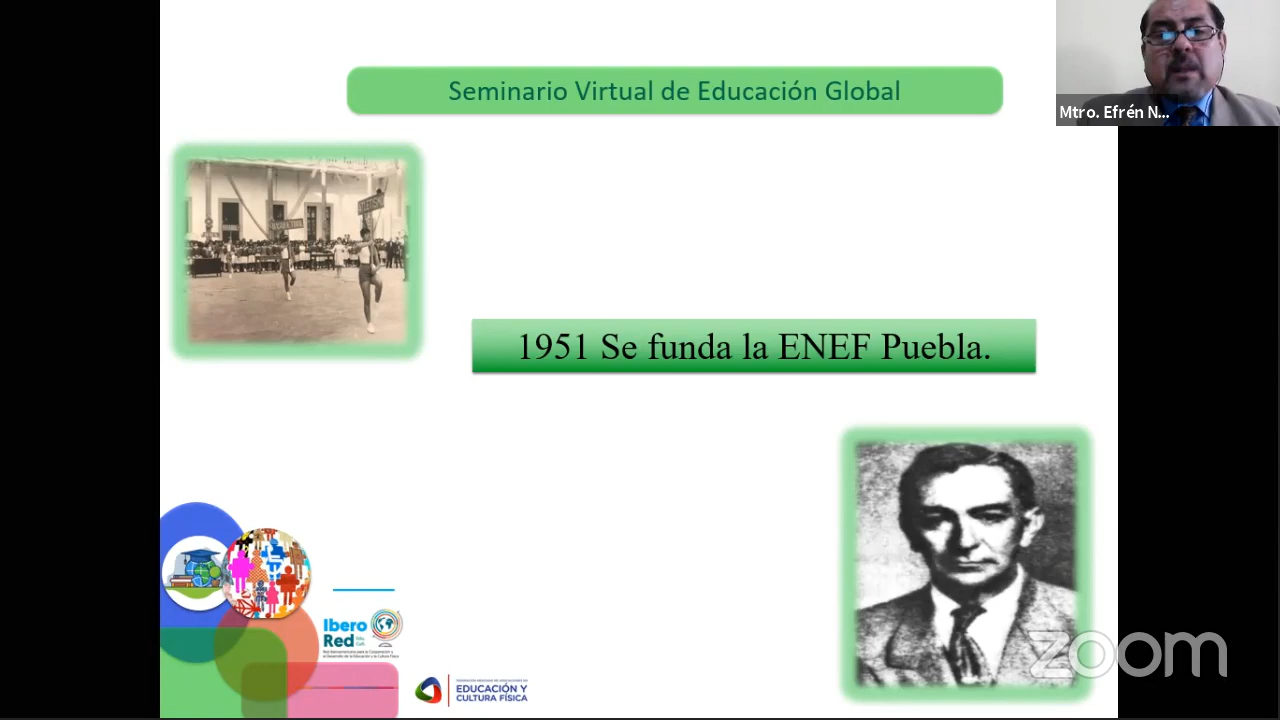 Seminario Virtual de Educación Global
Mtro. Efrén N...
BASQUETBOL
1951 Se funda la ENEF Puebla.
Ibero
Red
EDUCACIÓN Y
CULTURA FÍSICA
zoom